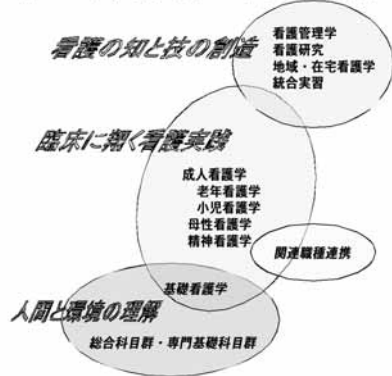 看護の知と技の創造
看護管理学
看護研究
地域・在宅看護学
統合実習
臨床に翔く看護実践
成人看護学
老年看護学
小児看護学
母性看護学
精神看護学
関連職種連携
基礎看護学
人間と環境の理解
総合科目群・専門基礎科目群